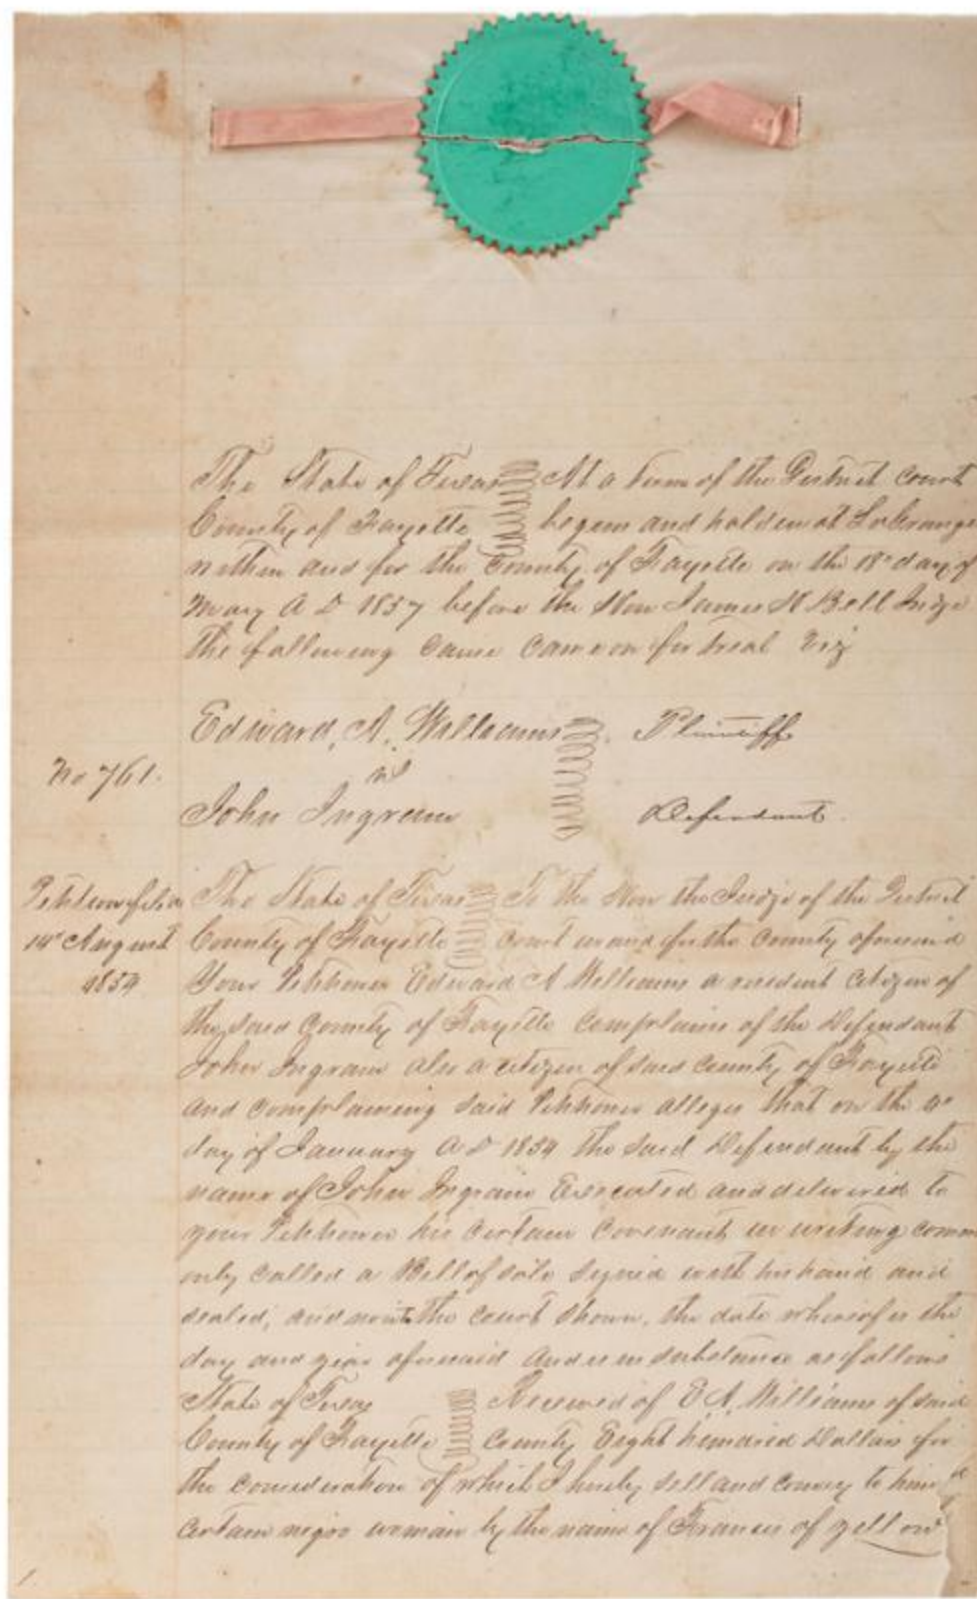 The State of Texas At a Term of the District Court
County of Fayette begun and holden at LaGrange
within and for the County of Fayette on the 18th day of
May A D 1857 before the Hon James H Bell Judge
the following cause came on for trial viz
Edward, A, Williams Plaintiff
No 761.
vs
John Ingram Defendant.
Petition filed
14th August
1854
The State of Texas To the Hon the Judge of the District
County of Fayette Court in and for the County aforesaid
Your Petitioner Edward A Williams a resident citizen of
the said County of Fayette complains of the Defendant
John Ingram also a citizen of said County of Fayette
and complaining said Petitioner alleges that on the
day of January A D 1854 the said Defendant by the
name of John Ingram Executed and delivered to
your Petitioner his certain covenant in writing comm
only called a Bill of sale signed with his hand and
sealed, and now to the court shown, the date whereof is the
day and year aforesaid and is in substance as follows
State of Texas Received of E A, Williams of said
County of Fayette County Eight hundred Dollars for
the consideration of which I hereby sell and convey to him a
certain negro woman by the name of Frances of yellow